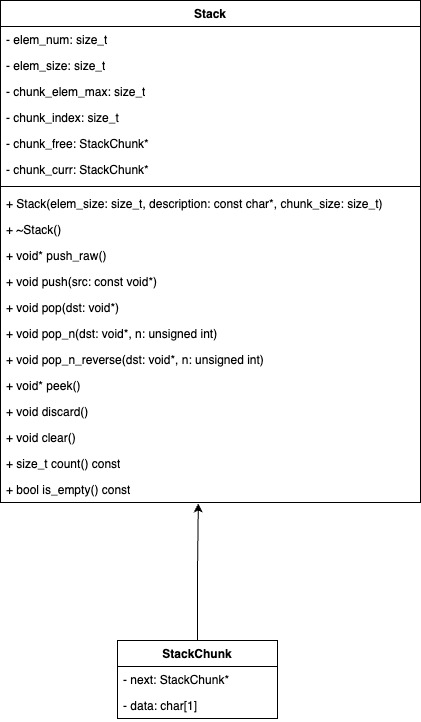 Stack
- elem_num: size_t
- elem_size: size_t
- chunk_elem_max: size_t
- chunk_index: size_t
- chunk_free: StackChunk*
- chunk_curr: StackChunk*
+ Stack(elem_size: size_t, description: const char*, chunk_size: size_t)
+ ~Stack()
+ void* push_raw()
+ void push(src: const void*)
+ void pop(dst: void*)
+ void pop_n(dst: void*, n: unsigned int)
+ void pop_n_reverse(dst: void*, n: unsigned int)
+ void* peek()
+ void discard()
+ void clear()
+ size_t count() const
+ bool is_empty() const
StackChunk
- next: StackChunk*
- data: char[1]